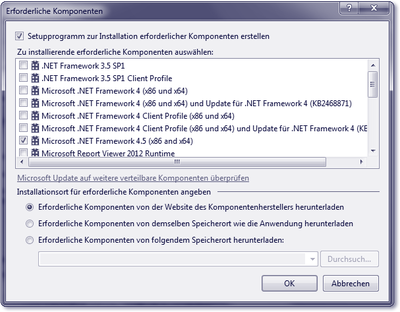 Erforderliche Komponenten
Setupprogramm zur Installation erforderlicher Komponenten erstellen
Zu installierende erforderliche Komponenten auswählen:
.NET Framework 3.5 SP1
.NET Framework 3.5 SP1 Client Profile
Microsoft .NET Framework 4 (x86 und x64)
Microsoft .NET Framework 4 (x86 und x64) und Update für .NET Framework 4 (KB2468871)
Microsoft .NET Framework 4 Client Profile (x86 und x64)
Microsoft .NET Framework 4 Client Profile (x86 und x64) und Update für .NET Framework 4 (KB
Microsoft .NET Framework 4.5 (x86 and x64)
Microsoft Report Viewer 2012 Runtime
Microsoft Update auf weitere verteilbare Komponenten überprüfen
Installationsort für erforderliche Komponenten angeben
Erforderliche Komponenten von der Website des Komponentenherstellers herunterladen
Erforderliche Komponenten von demselben Speicherort wie die Anwendung herunterladen
Erforderliche Komponenten von folgendem Speicherort herunterladen:
Durchsuch...
OK
Abbrechen